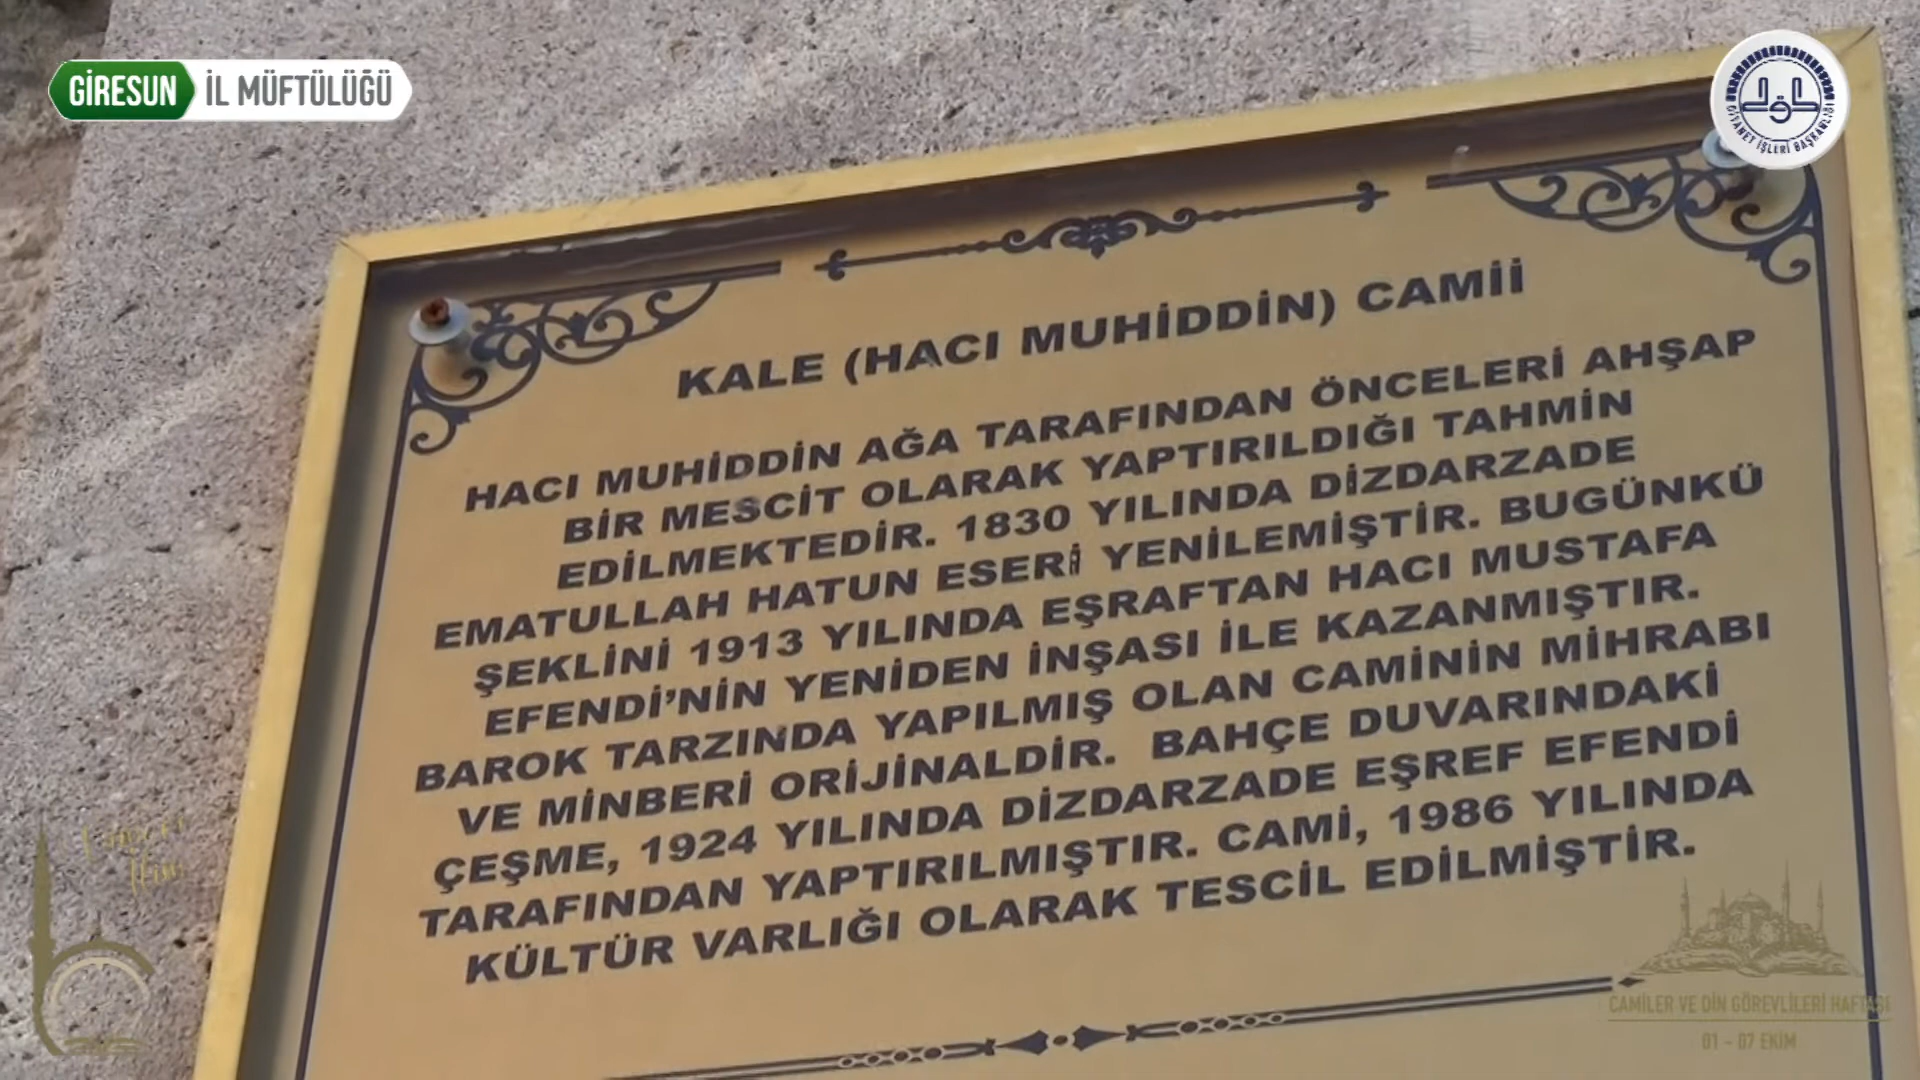 GİRESUN İL MÜFTÜLÜĞÜ
DİYANET İŞLERİ BAŞKANLIĞI
KALE (HACI MUHİDDİN) CAMİİ
HACI MUHİDDİN AĞA TARAFINDAN ÖNCELERİ AHŞAP
BİR MESCİT OLARAK YAPTIRILDIĞI TAHMİN
EDİLMEKTEDİR. 1830 YILINDA DİZDARZADE
EMATULLAH HATUN ESERİ YENİLEMİŞTİR. BUGÜNKÜ
ŞEKLİNİ 1913 YILINDA EŞRAFTAN HACI MUSTAFA
EFENDİ'NİN YENİDEN İNŞASI İLE KAZANMIŞTIR.
BAROK TARZINDA YAPILMIŞ OLAN CAMİNİN MİHRABI
VE MİNBERİ ORİJİNALDİR. BAHÇE DUVARINDAKİ
ÇEŞME, 1924 YILINDA DİZDARZADE EŞREF EFENDİ
TARAFINDAN YAPTIRILMIŞTIR. CAMİ, 1986 YILINDA
KÜLTÜR VARLIĞI OLARAK TESCİL EDİLMİŞTİR.
CAMİLER VE DİN GÖREVLİLERİ HAFTASI
01 - 07 EKİM